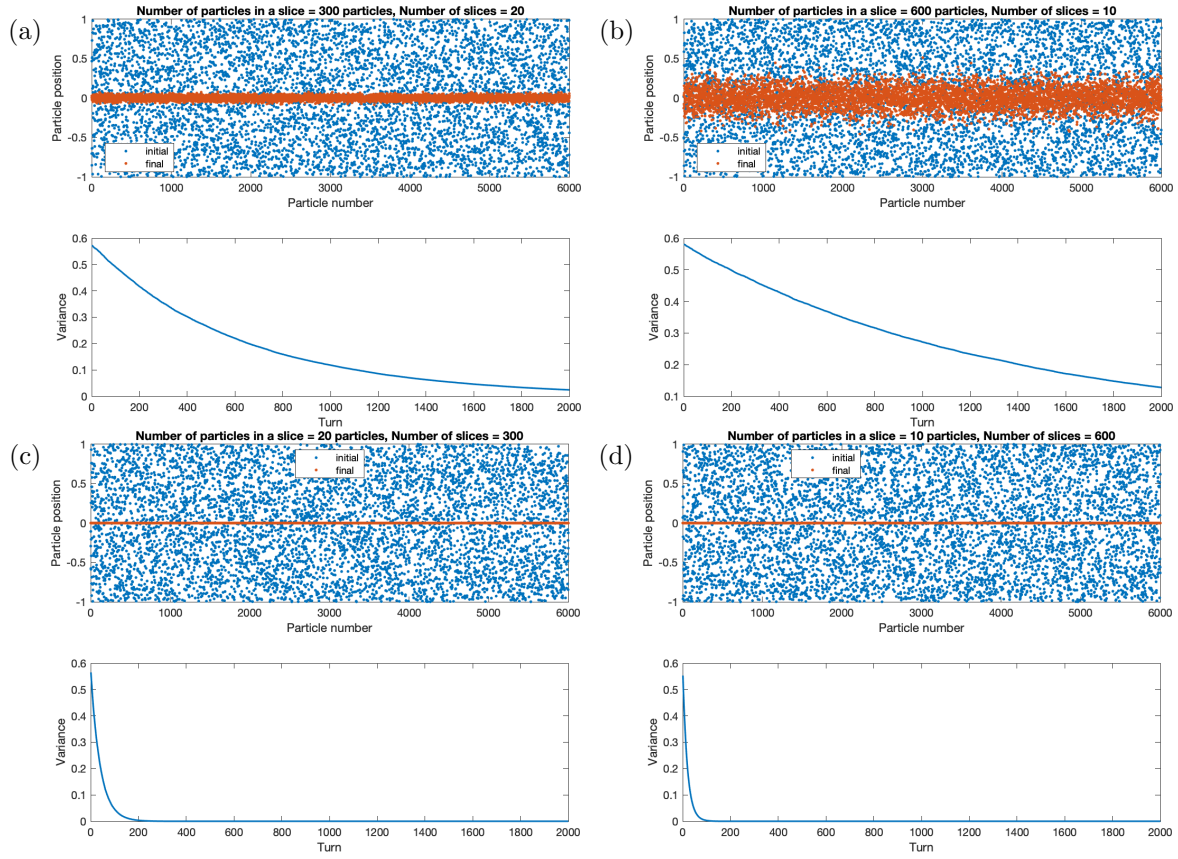 (a)
Number of particles in a slice = 300 particles, Number of slices = 20
1
0.5
0
-0.5
-1
Particle position
initial
final
0 1000 2000 3000 4000 5000 6000
Particle number
0.6
0.5
0.4
0.3
0.2
0.1
0
Variance
0 200 400 600 800 1000 1200 1400 1600 1800 2000
Turn
(b)
Number of particles in a slice = 600 particles, Number of slices = 10
1
0.5
0
-0.5
-1
Particle position
initial
final
0 1000 2000 3000 4000 5000 6000
Particle number
0.6
0.5
0.4
0.3
0.2
0.1
Variance
0 200 400 600 800 1000 1200 1400 1600 1800 2000
Turn
(c)
Number of particles in a slice = 20 particles, Number of slices = 300
1
0.5
0
-0.5
-1
Particle position
initial
final
0 1000 2000 3000 4000 5000 6000
Particle number
0.6
0.5
0.4
0.3
0.2
0.1
0
Variance
0 200 400 600 800 1000 1200 1400 1600 1800 2000
Turn
(d)
Number of particles in a slice = 10 particles, Number of slices = 600
1
0.5
0
-0.5
-1
Particle position
initial
final
0 1000 2000 3000 4000 5000 6000
Particle number
0.6
0.5
0.4
0.3
0.2
0.1
0
Variance
0 200 400 600 800 1000 1200 1400 1600 1800 2000
Turn